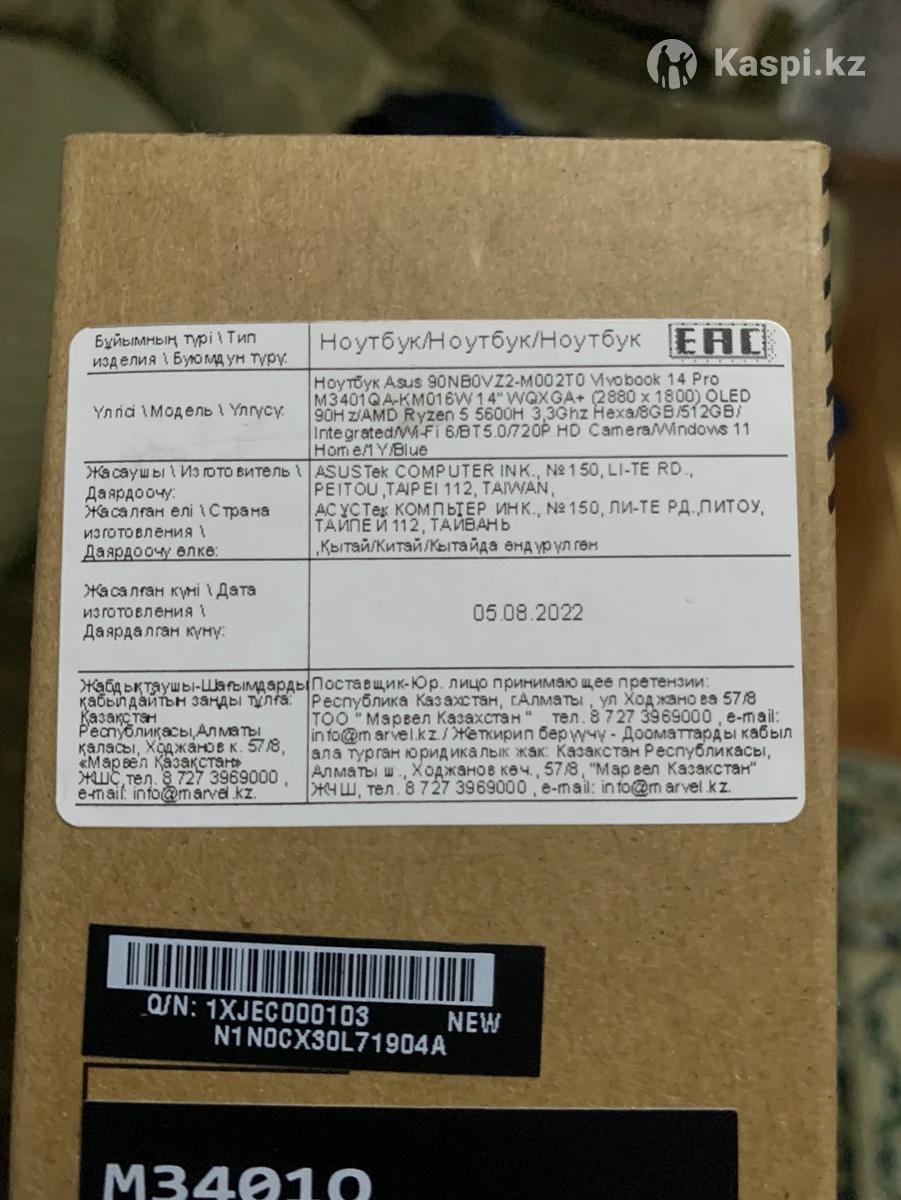 Kaspi.kz
Бұйымның түрі \ Тип
изделия \ Буюмдун түрү:
Ноутбук/Ноутбук/Ноутбук
EAC
Үлгісі \ Модель \ Үлгүсү:
Ноутбук Asus 90NB0VZ2-M002T0 Vivobook 14 Pro
M3401QA-KM016W 14" WQXGA+ (2880 x 1800) OLED
90Hz/AMD Ryzen 5 5600H 3,3Ghz Hexa/8GB/512GB/
Integrated/Wi-Fi 6/BT5.0/720P HD Camera/Windows 11
Home/1Y/Blue
Жасаушы \ Изготовитель \
Даярдоочу:
Жасалған елі \ Страна
изготовления \
Даярдоочу өлкө:
ASUSTek COMPUTER INK., №150, LI-TE RD.,
PEITOU ,TAIPEI 112, TAIWAN,
АСУСТек КОМПЬТЕР ИНК., №150, ЛИ-ТЕ РД.,ПИТОУ,
ТАЙПЕЙ 112, ТАЙВАНЬ
,Қытай/Китай/Кытайда өндүрүлгөн
Жасалған күні \ Дата
изготовления \
Даярдалган күнү:
05.08.2022
Жабдықтаушы-Шағымдарды
қабылдайтын заңды тұлға:
Қазақстан
Республикасы,Алматы
қаласы, Ходжанов к. 57/8,
«Марвел Қазақстан»
ЖШС,тел. 8 727 3969000 ,
e-mail: info@marvel.kz.
Поставщик-Юр. лицо принимающее претензии:
Республика Казахстан, г.Алматы , ул Ходжанова 57/8
ТОО " Марвел Казахстан " тел. 8 727 3969000 , e-mail:
info@marvel.kz. / Жеткирип берүүчү - Дооматтарды кабыл
ала турган юридикалык жак: Казакстан Республикасы,
Алматы ш., Ходжанов көч., 57/8, "Марвел Казакстан"
ЖЧШ, тел. 8 727 3969000 , e-mail: info@marvel.kz.
Q/N: 1XJEC000103
NEW
N1N0CX30L71904A
M3401Q